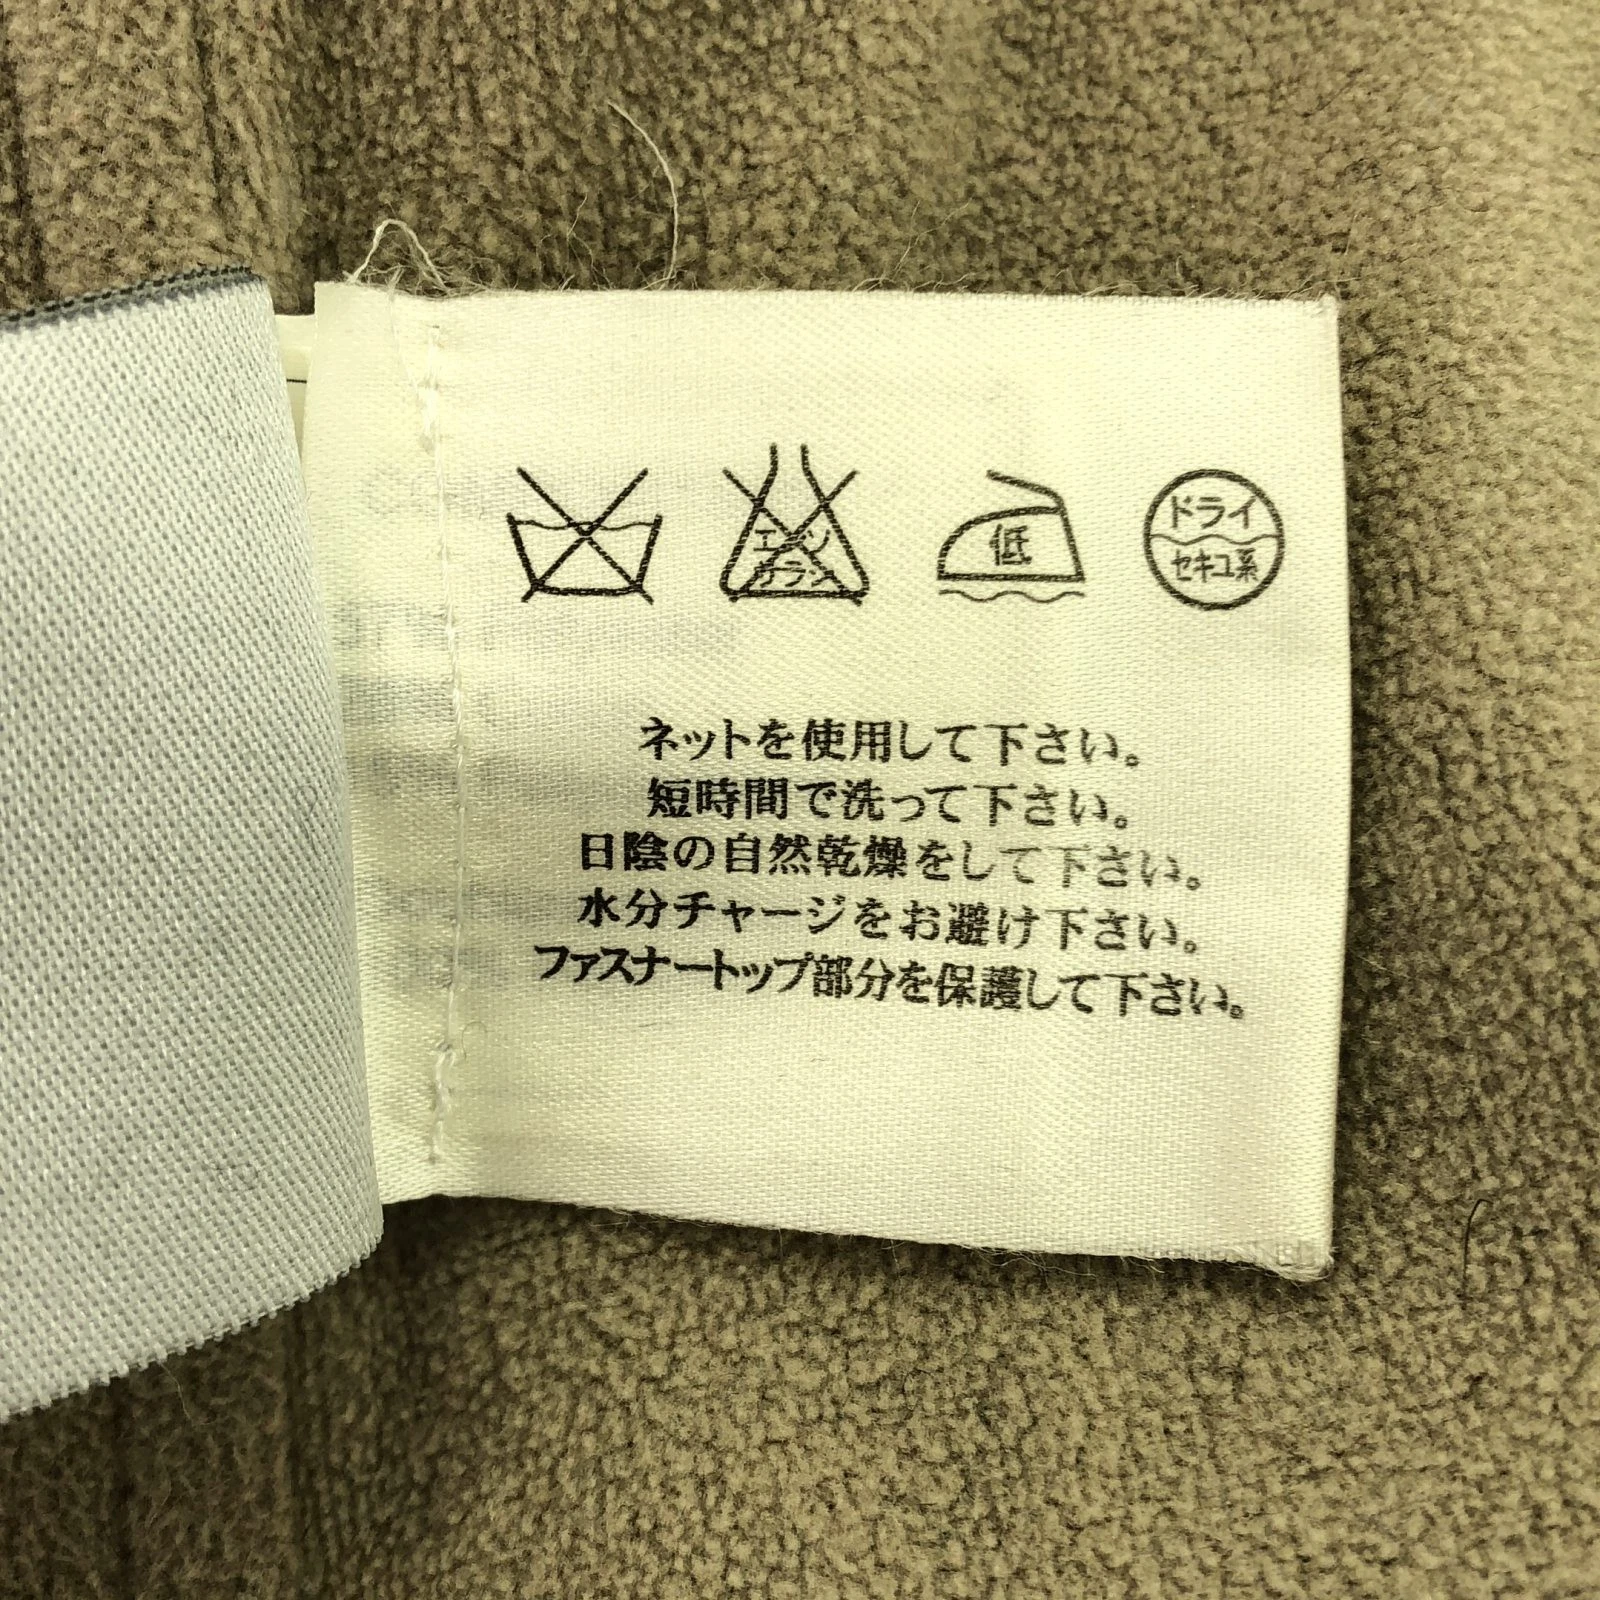 エンソ
サラシ
低
ドライ
セキユ系
ネットを使用して下さい。
短時間で洗って下さい。
日陰の自然乾燥をして下さい。
水分チャージをお避け下さい。
ファスナートップ部分を保護して下さい。